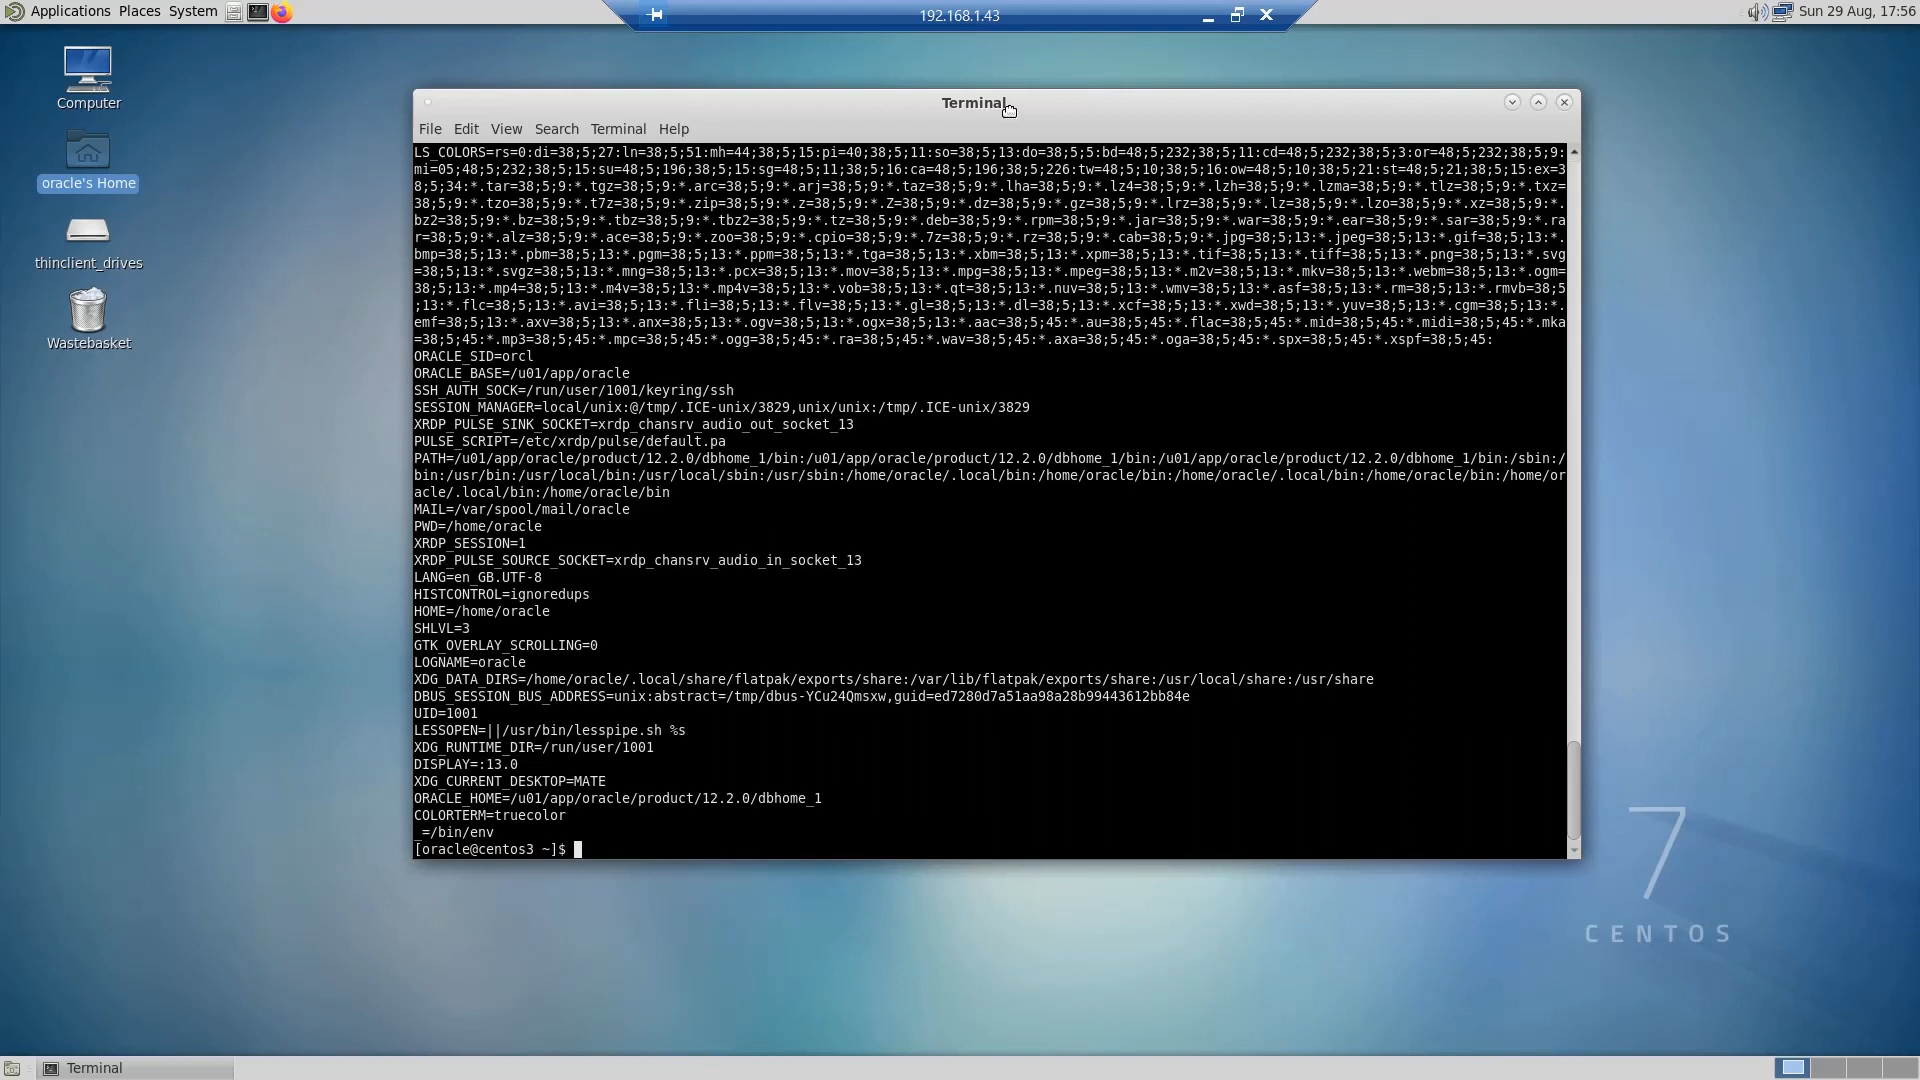 Applications Places System
192.168.1.43
Sun 29 Aug, 17:56
Computer
oracle's Home
thinclient_drives
Wastebasket
Terminal
File Edit View Search Terminal Help
LS_COLORS=rs=0:di=38;5;27:ln=38;5;51:mh=44;38;5;15:pi=40;38;5;11:so=38;5;13:do=38;5;5:bd=48;5;232;38;5;11:cd=48;5;232;38;5;3:or=48;5;232;38;5;9:
mi=05;48;5;232;38;5;15:su=48;5;196;38;5;15:sg=48;5;11;38;5;16:ca=48;5;196;38;5;226:tw=48;5;10;38;5;16:ow=48;5;10;38;5;21:st=48;5;21;38;5;15:ex=3
8;5;34:*.tar=38;5;9:*.tgz=38;5;9:*.arc=38;5;9:*.arj=38;5;9:*.taz=38;5;9:*.lha=38;5;9:*.lz4=38;5;9:*.lzh=38;5;9:*.lzma=38;5;9:*.tlz=38;5;9:*.txz=
38;5;9:*.tzo=38;5;9:*.t7z=38;5;9:*.zip=38;5;9:*.z=38;5;9:*.Z=38;5;9:*.dz=38;5;9:*.gz=38;5;9:*.lrz=38;5;9:*.lz=38;5;9:*.lzo=38;5;9:*.xz=38;5;9:*.
bz2=38;5;9:*.bz=38;5;9:*.tbz=38;5;9:*.tbz2=38;5;9:*.tz=38;5;9:*.deb=38;5;9:*.rpm=38;5;9:*.jar=38;5;9:*.war=38;5;9:*.ear=38;5;9:*.sar=38;5;9:*.ra
r=38;5;9:*.alz=38;5;9:*.ace=38;5;9:*.zoo=38;5;9:*.cpio=38;5;9:*.7z=38;5;9:*.rz=38;5;9:*.cab=38;5;9:*.jpg=38;5;13:*.jpeg=38;5;13:*.gif=38;5;13:*.
bmp=38;5;13:*.pbm=38;5;13:*.pgm=38;5;13:*.ppm=38;5;13:*.tga=38;5;13:*.xbm=38;5;13:*.xpm=38;5;13:*.tif=38;5;13:*.tiff=38;5;13:*.png=38;5;13:*.svg
=38;5;13:*.svgz=38;5;13:*.mng=38;5;13:*.pcx=38;5;13:*.mov=38;5;13:*.mpg=38;5;13:*.mpeg=38;5;13:*.m2v=38;5;13:*.mkv=38;5;13:*.webm=38;5;13:*.ogm=
38;5;13:*.mp4=38;5;13:*.m4v=38;5;13:*.mp4v=38;5;13:*.vob=38;5;13:*.qt=38;5;13:*.nuv=38;5;13:*.wmv=38;5;13:*.asf=38;5;13:*.rm=38;5;13:*.rmvb=38;5
;13:*.flc=38;5;13:*.avi=38;5;13:*.fli=38;5;13:*.flv=38;5;13:*.gl=38;5;13:*.dl=38;5;13:*.xcf=38;5;13:*.xwd=38;5;13:*.yuv=38;5;13:*.cgm=38;5;13:*.
emf=38;5;13:*.axv=38;5;13:*.anx=38;5;13:*.ogv=38;5;13:*.ogx=38;5;13:*.aac=38;5;45:*.au=38;5;45:*.flac=38;5;45:*.mid=38;5;45:*.midi=38;5;45:*.mka
=38;5;45:*.mp3=38;5;45:*.mpc=38;5;45:*.ogg=38;5;45:*.ra=38;5;45:*.wav=38;5;45:*.axa=38;5;45:*.oga=38;5;45:*.spx=38;5;45:*.xspf=38;5;45:
ORACLE_SID=orcl
ORACLE_BASE=/u01/app/oracle
SSH_AUTH_SOCK=/run/user/1001/keyring/ssh
SESSION_MANAGER=local/unix:@/tmp/.ICE-unix/3829,unix/unix:/tmp/.ICE-unix/3829
XRDP_PULSE_SINK_SOCKET=xrdp_chansrv_audio_out_socket_13
PULSE_SCRIPT=/etc/xrdp/pulse/default.pa
PATH=/u01/app/oracle/product/12.2.0/dbhome_1/bin:/u01/app/oracle/product/12.2.0/dbhome_1/bin:/u01/app/oracle/product/12.2.0/dbhome_1/bin:/sbin:/
bin:/usr/bin:/usr/local/bin:/usr/local/sbin:/usr/sbin:/home/oracle/.local/bin:/home/oracle/bin:/home/oracle/.local/bin:/home/oracle/bin:/home/or
acle/.local/bin:/home/oracle/bin
MAIL=/var/spool/mail/oracle
PWD=/home/oracle
XRDP_SESSION=1
XRDP_PULSE_SOURCE_SOCKET=xrdp_chansrv_audio_in_socket_13
LANG=en_GB.UTF-8
HISTCONTROL=ignoredups
HOME=/home/oracle
SHLVL=3
GTK_OVERLAY_SCROLLING=0
LOGNAME=oracle
XDG_DATA_DIRS=/home/oracle/.local/share/flatpak/exports/share:/var/lib/flatpak/exports/share:/usr/local/share:/usr/share
DBUS_SESSION_BUS_ADDRESS=unix:abstract=/tmp/dbus-YCu24Qmsxw,guid=ed7280d7a51aa98a28b99443612bb84e
UID=1001
LESSOPEN=||/usr/bin/lesspipe.sh %s
XDG_RUNTIME_DIR=/run/user/1001
DISPLAY=:13.0
XDG_CURRENT_DESKTOP=MATE
ORACLE_HOME=/u01/app/oracle/product/12.2.0/dbhome_1
COLORTERM=truecolor
_=/bin/env
[oracle@centos3 ~]$
7
CENTOS
Terminal